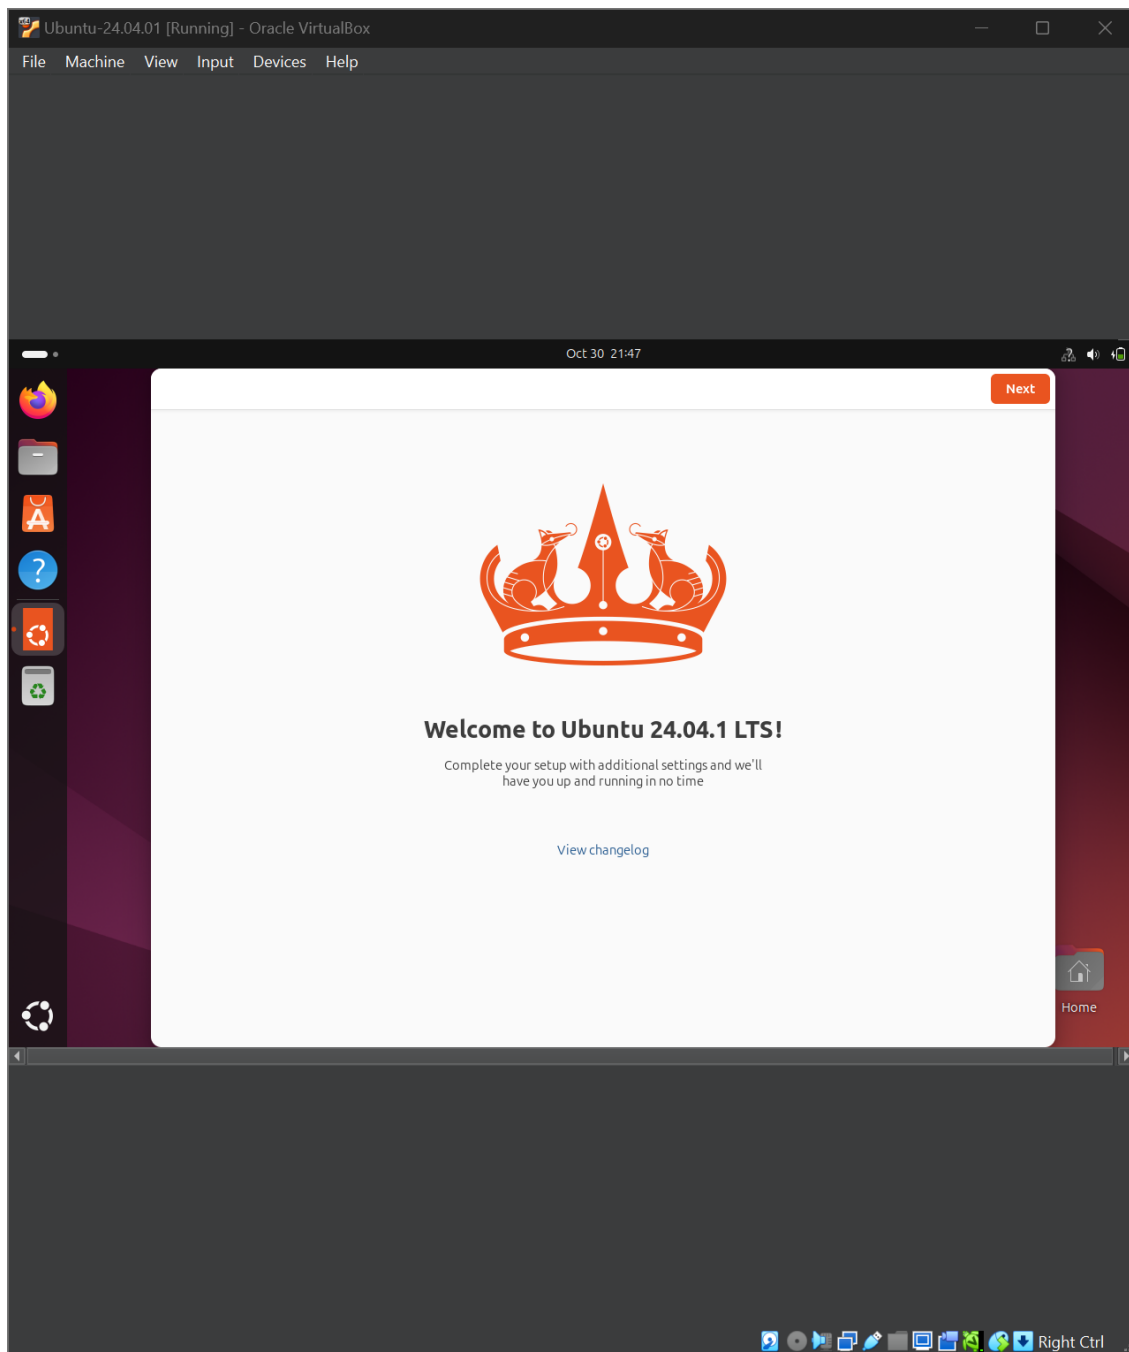 Ubuntu-24.04.01 [Running] - Oracle VirtualBox
File Machine View Input Devices Help
Oct 30 21:47
Next
Welcome to Ubuntu 24.04.1 LTS!
Complete your setup with additional settings and we'll
have you up and running in no time
View changelog
Home
Right Ctrl